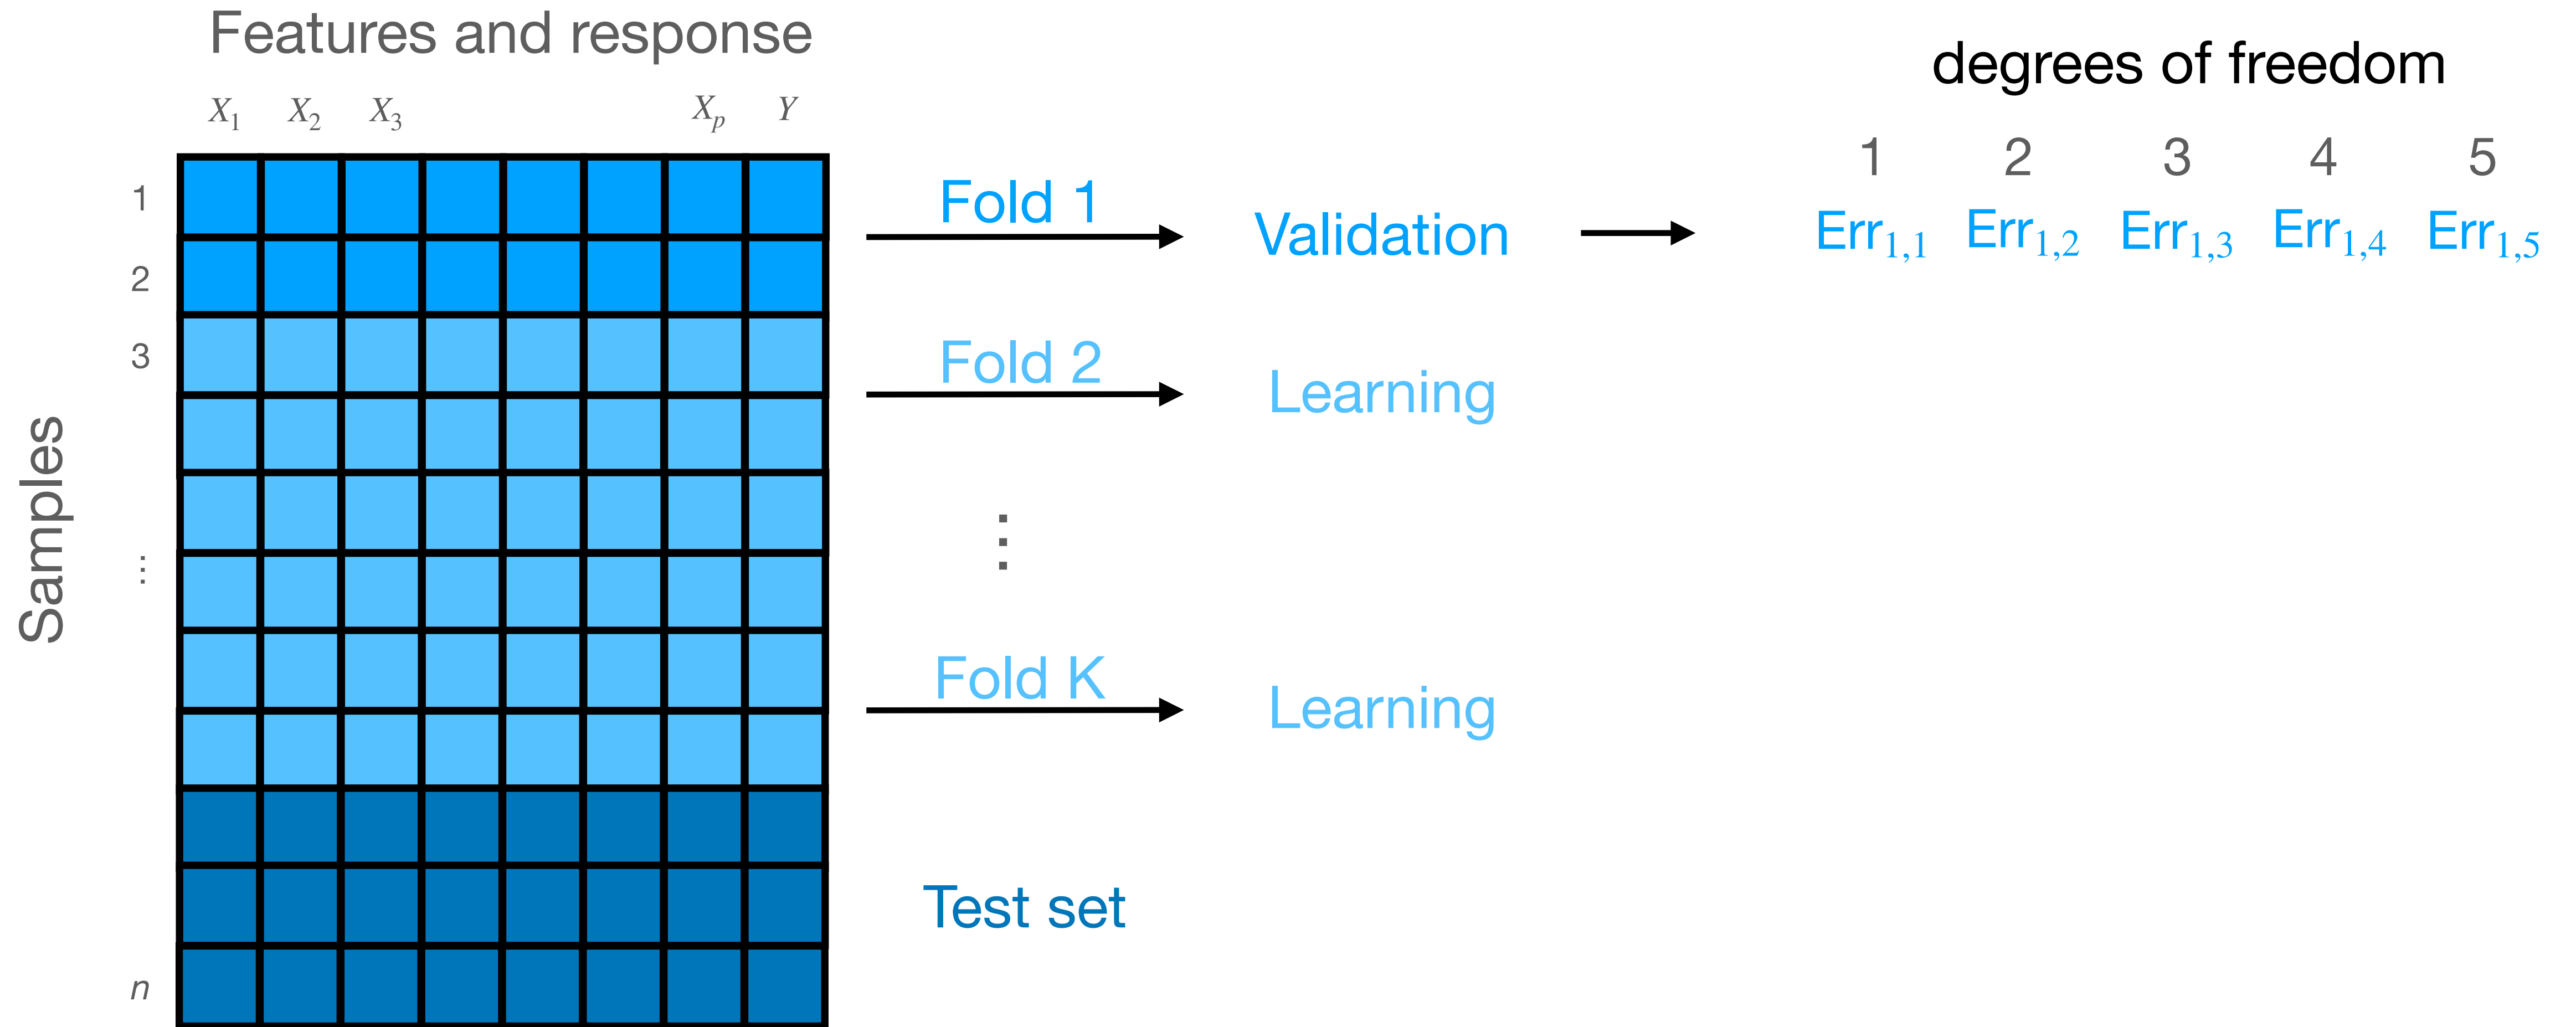 Features and response
degrees of freedom
X₁ X₂ X₃ Xₚ Y
1 2 3 4 5
1
Fold 1
Validation
Err₁,₁ Err₁,₂ Err₁,₃ Err₁,₄ Err₁,₅
2
3
Fold 2
Learning
Samples
⋮
⋮
Fold K
Learning
Test set
n